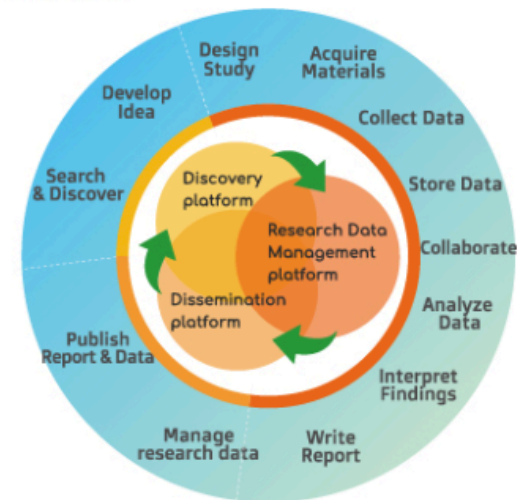 Design
Study
Acquire
Materials
Collect Data
Store Data
Collaborate
Analyze
Data
Interpret
Findings
Write
Report
Manage
research data
Publish
Report & Data
Search
& Discover
Develop
Idea
Discovery
platform
Research Data
Management
platform
Dissemination
platform